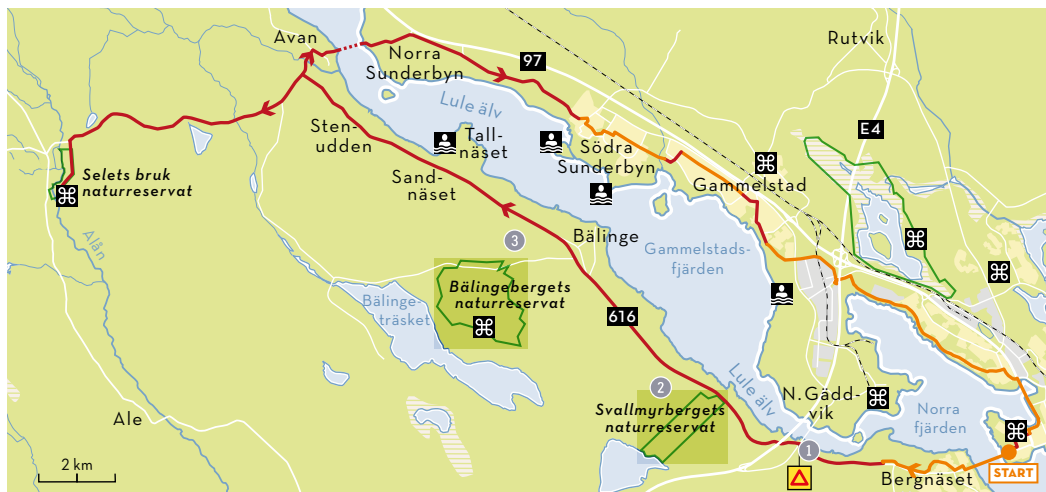 Avan
Norra
Sunderbyn
97
Rutvik
E4
Lule älv
Sten-
udden
Tall-
näset
Södra
Sunderbyn
Gammelstad
Selets bruk
naturreservat
Sand-
näset
Alån
3
Bälinge
Gammelstads-
fjärden
Bälingebergets
naturreservat
Bälinge-
träsket
616
2
Lule älv
Svallmyrbergets
naturreservat
N.Gädd-
vik
Norra
fjärden
Ale
1
2 km
Bergnäset
START